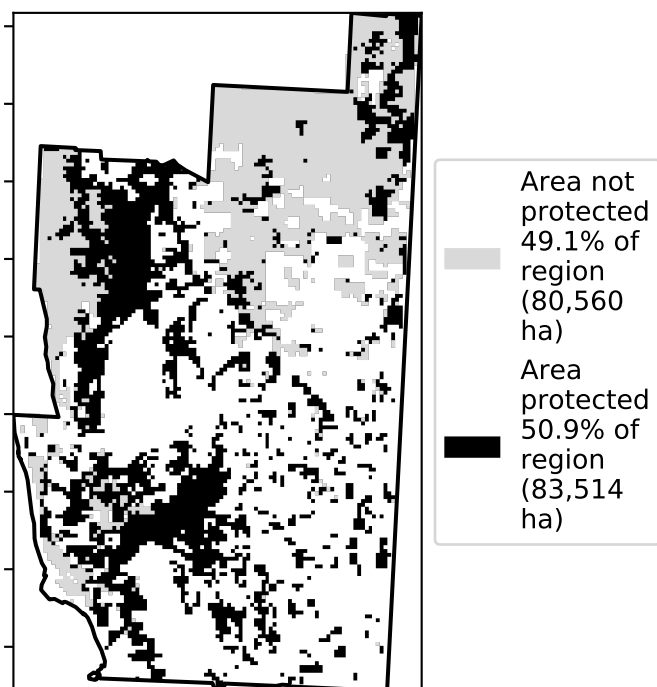 Area not
protected
49.1% of
region
(80,560
ha)
Area
protected
50.9% of
region
(83,514
ha)